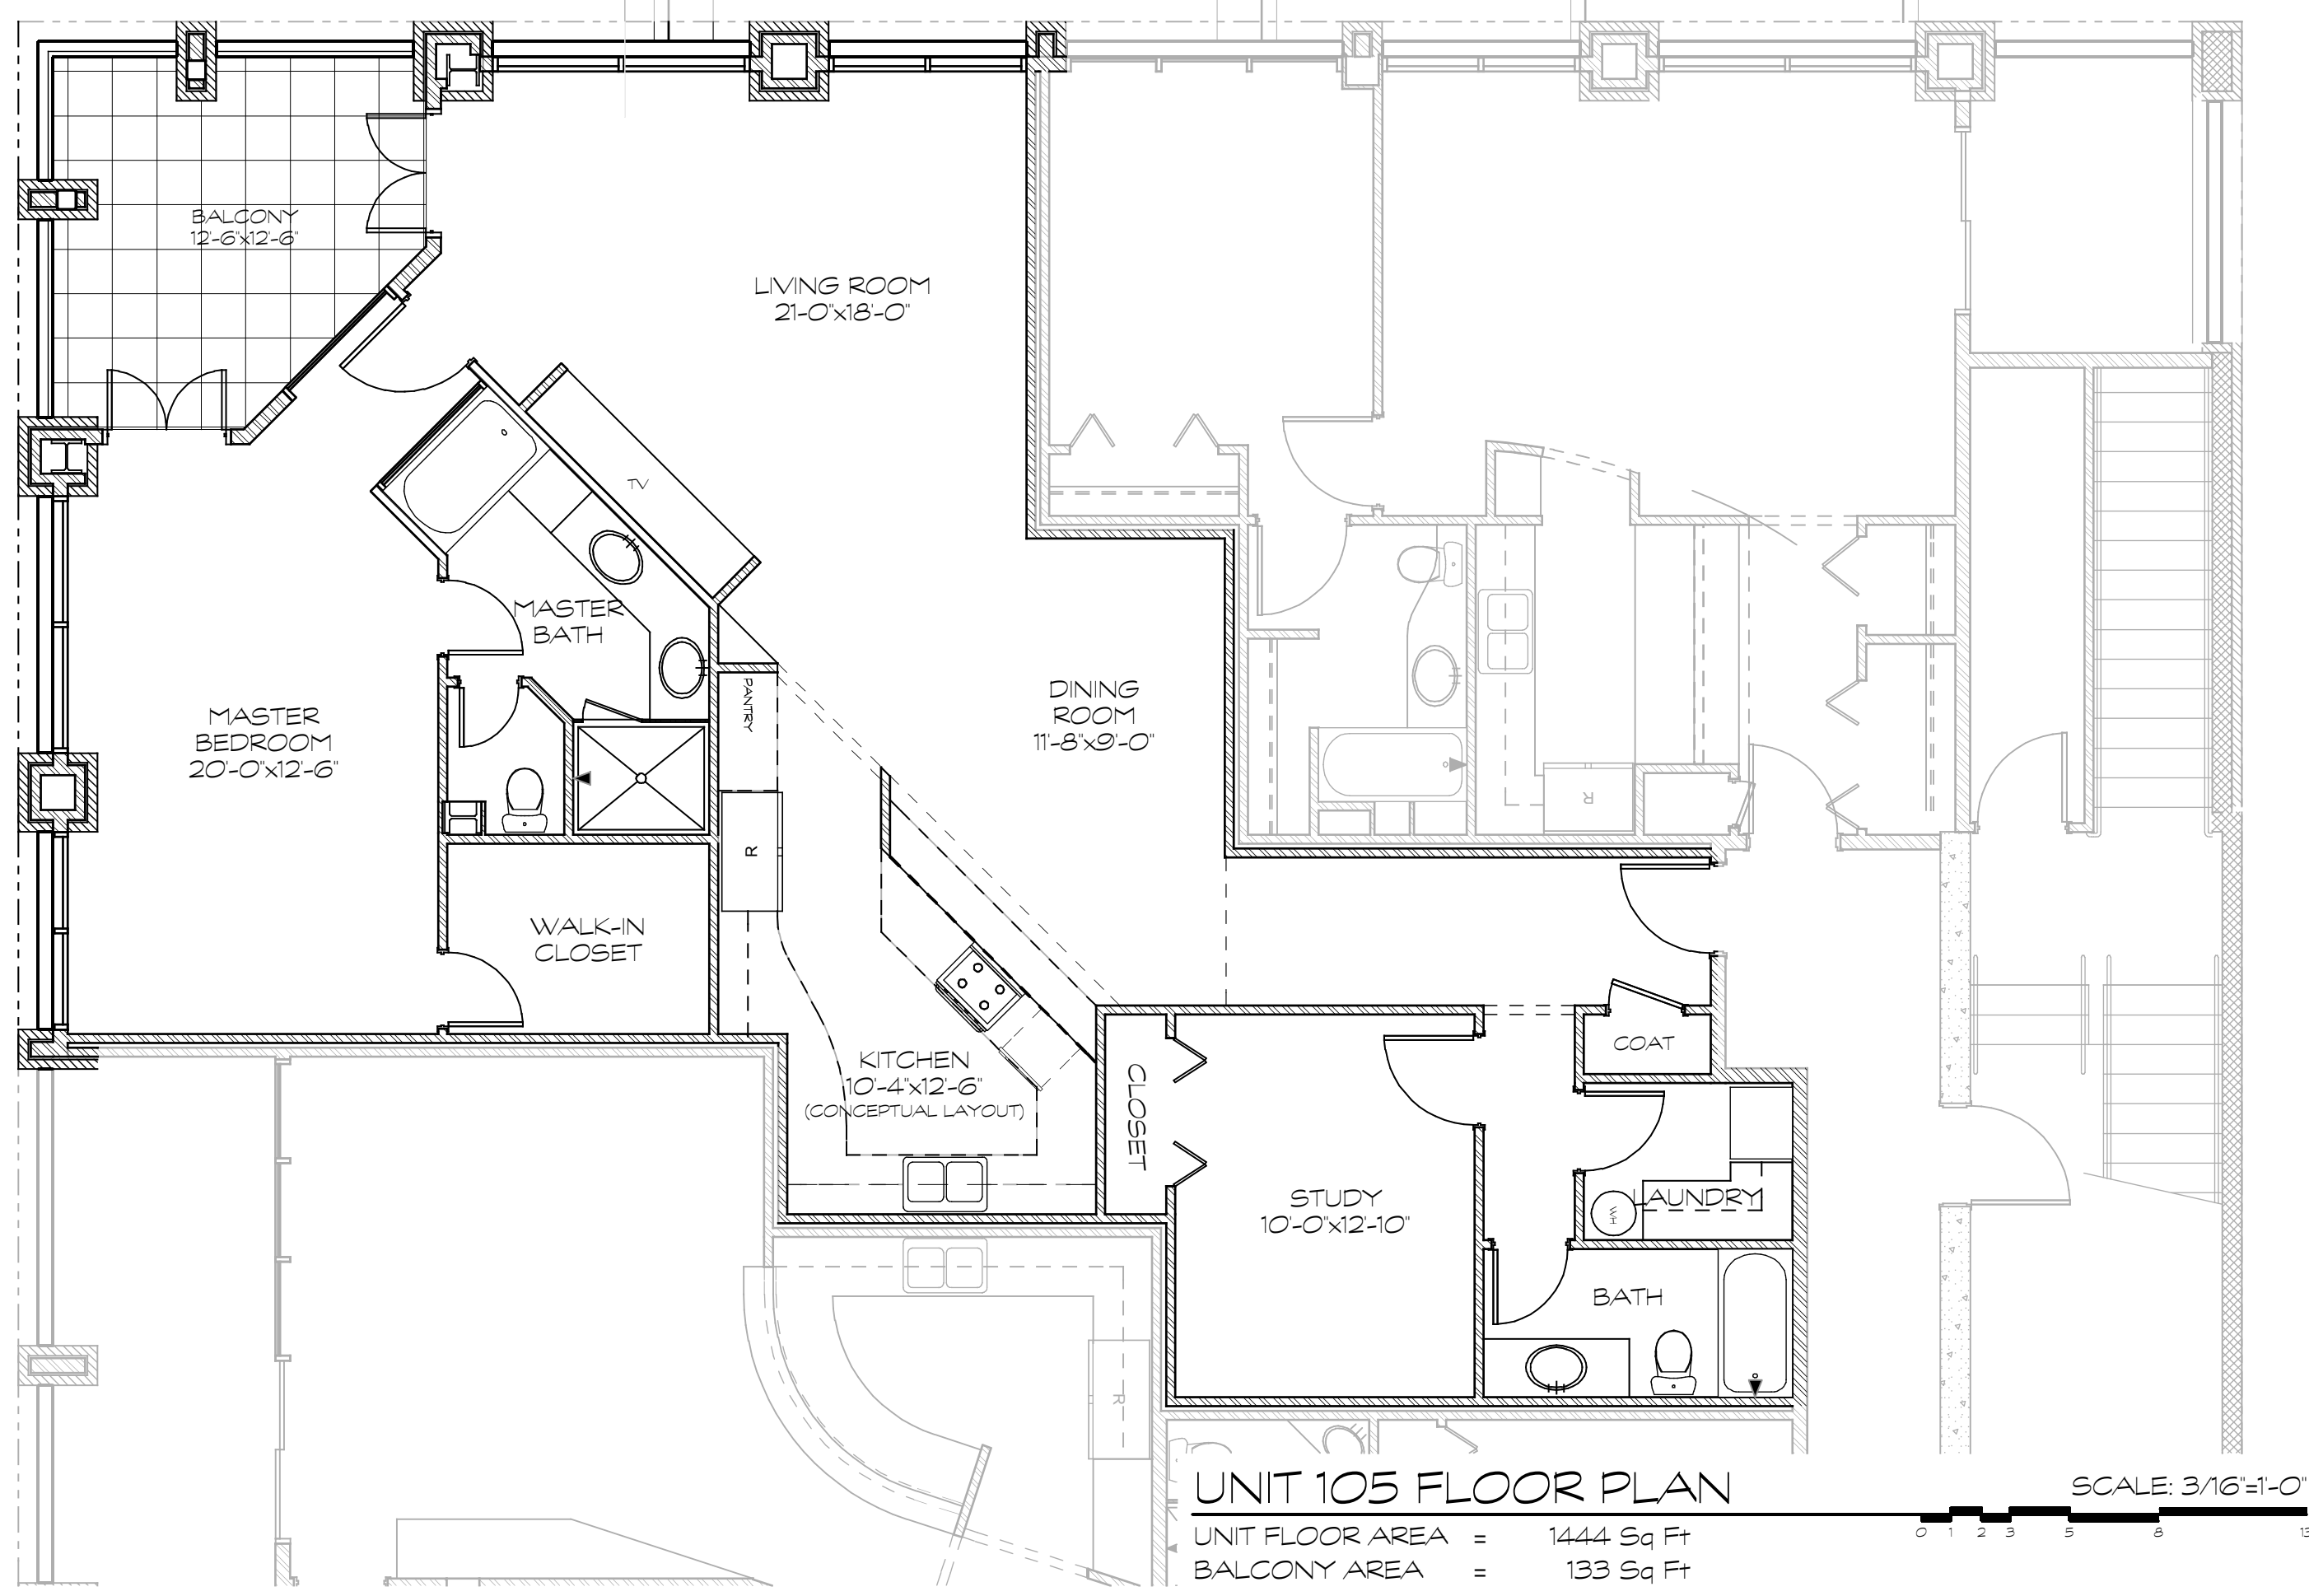 BALCONY
12'-6"x12'-6"
LIVING ROOM
21'-0"x18'-0"
TV
MASTER
BATH
PANTRY
DINING
ROOM
11'-8"x9'-0"
MASTER
BEDROOM
20'-0"x12'-6"
R
R
WALK-IN
CLOSET
COAT
KITCHEN
10'-4"x12'-6"
(CONCEPTUAL LAYOUT)
CLOSET
STUDY
10'-0"x12'-10"
LAUNDRY
WH
BATH
R
UNIT 105 FLOOR PLAN
SCALE: 3/16"=1'-0"
UNIT FLOOR AREA = 1444 Sq Ft
0 1 2 3 5 8 13
BALCONY AREA = 133 Sq Ft